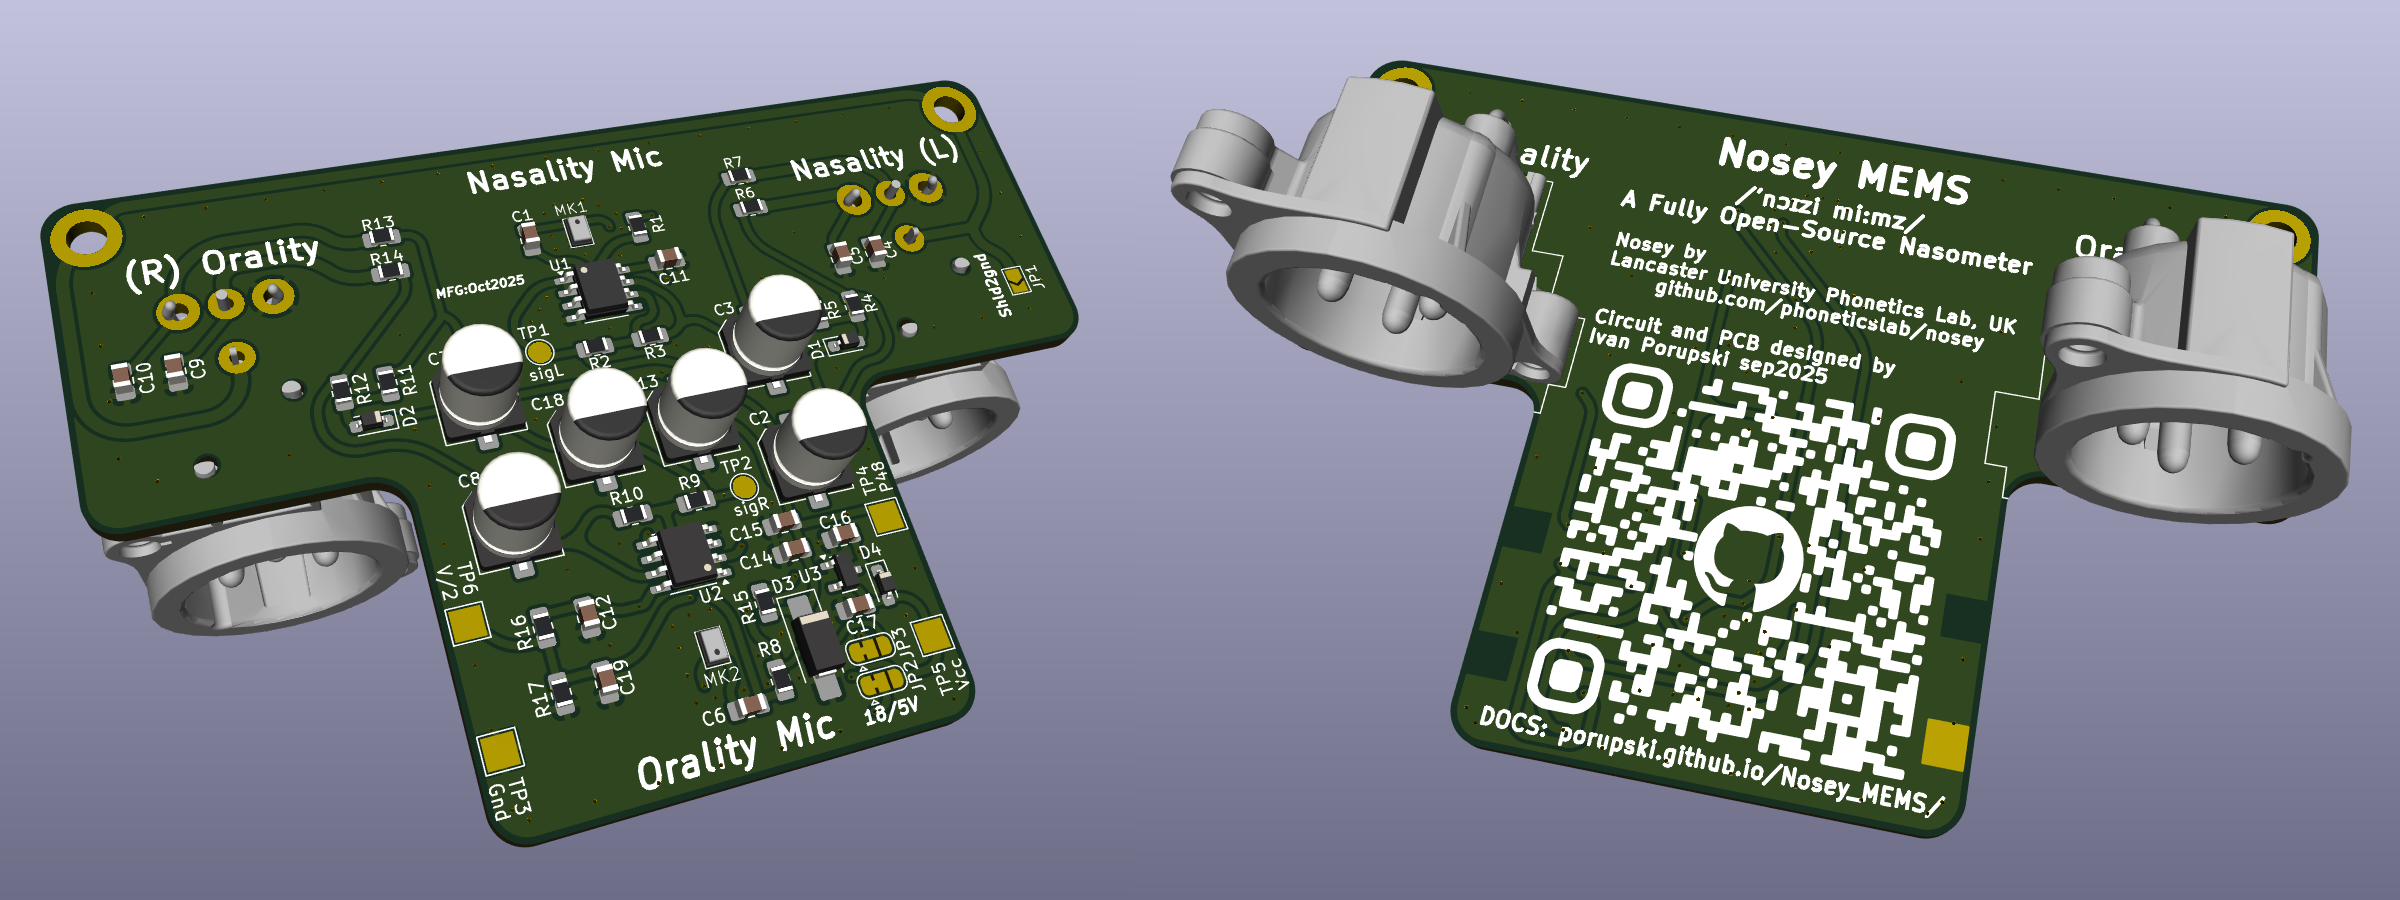 Nasality Mic
Nasality (L)
(R) Orality
R7
R6
R13
R14
C1
MK1
R1
U1
C11
MFG:Oct2025
C5
C4
Shld2gnd
JP1
C3
R5
R4
D1
TP1
sigL
R2
R3
C10
C9
R12
R11
D2
C18
13
C2
C8
TP2
sigR
R10
R9
TP4
P48
C15
C16
C14
D4
U3
D3
R15
U2
C17
TP6
V/2
R16
C12
R17
C19
MK2
R8
C6
JP3
JP2
TP5
Vcc
18/5V
Orality Mic
TP3
Gnd
ality
Nosey MEMS
/ˈnɔɪzi miːmz/
A Fully Open-Source Nasometer
Ora
Nosey by
Lancaster University Phonetics Lab, UK
github.com/phoneticslab/nosey
Circuit and PCB designed by
Ivan Porupski sep2025
DOCS: porupski.github.io/Nosey_MEMS/